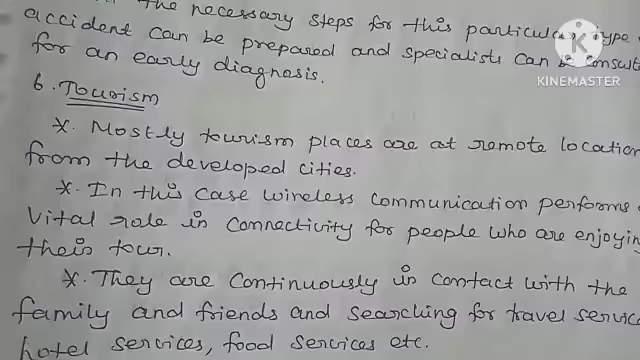 the necessary steps for this particular type
accident can be prepared and specialists can be consult
for an early diagnosis.
6. Tourism
*. Mostly tourism places are at remote location
from the developed cities.
*. In this case wireless communication performs
Vital role in connectivity for people who are enjoying
their tour.
*. They are continuously in contact with the
family and friends and searching for travel servic
hotel services, food services etc.
KINEMASTER